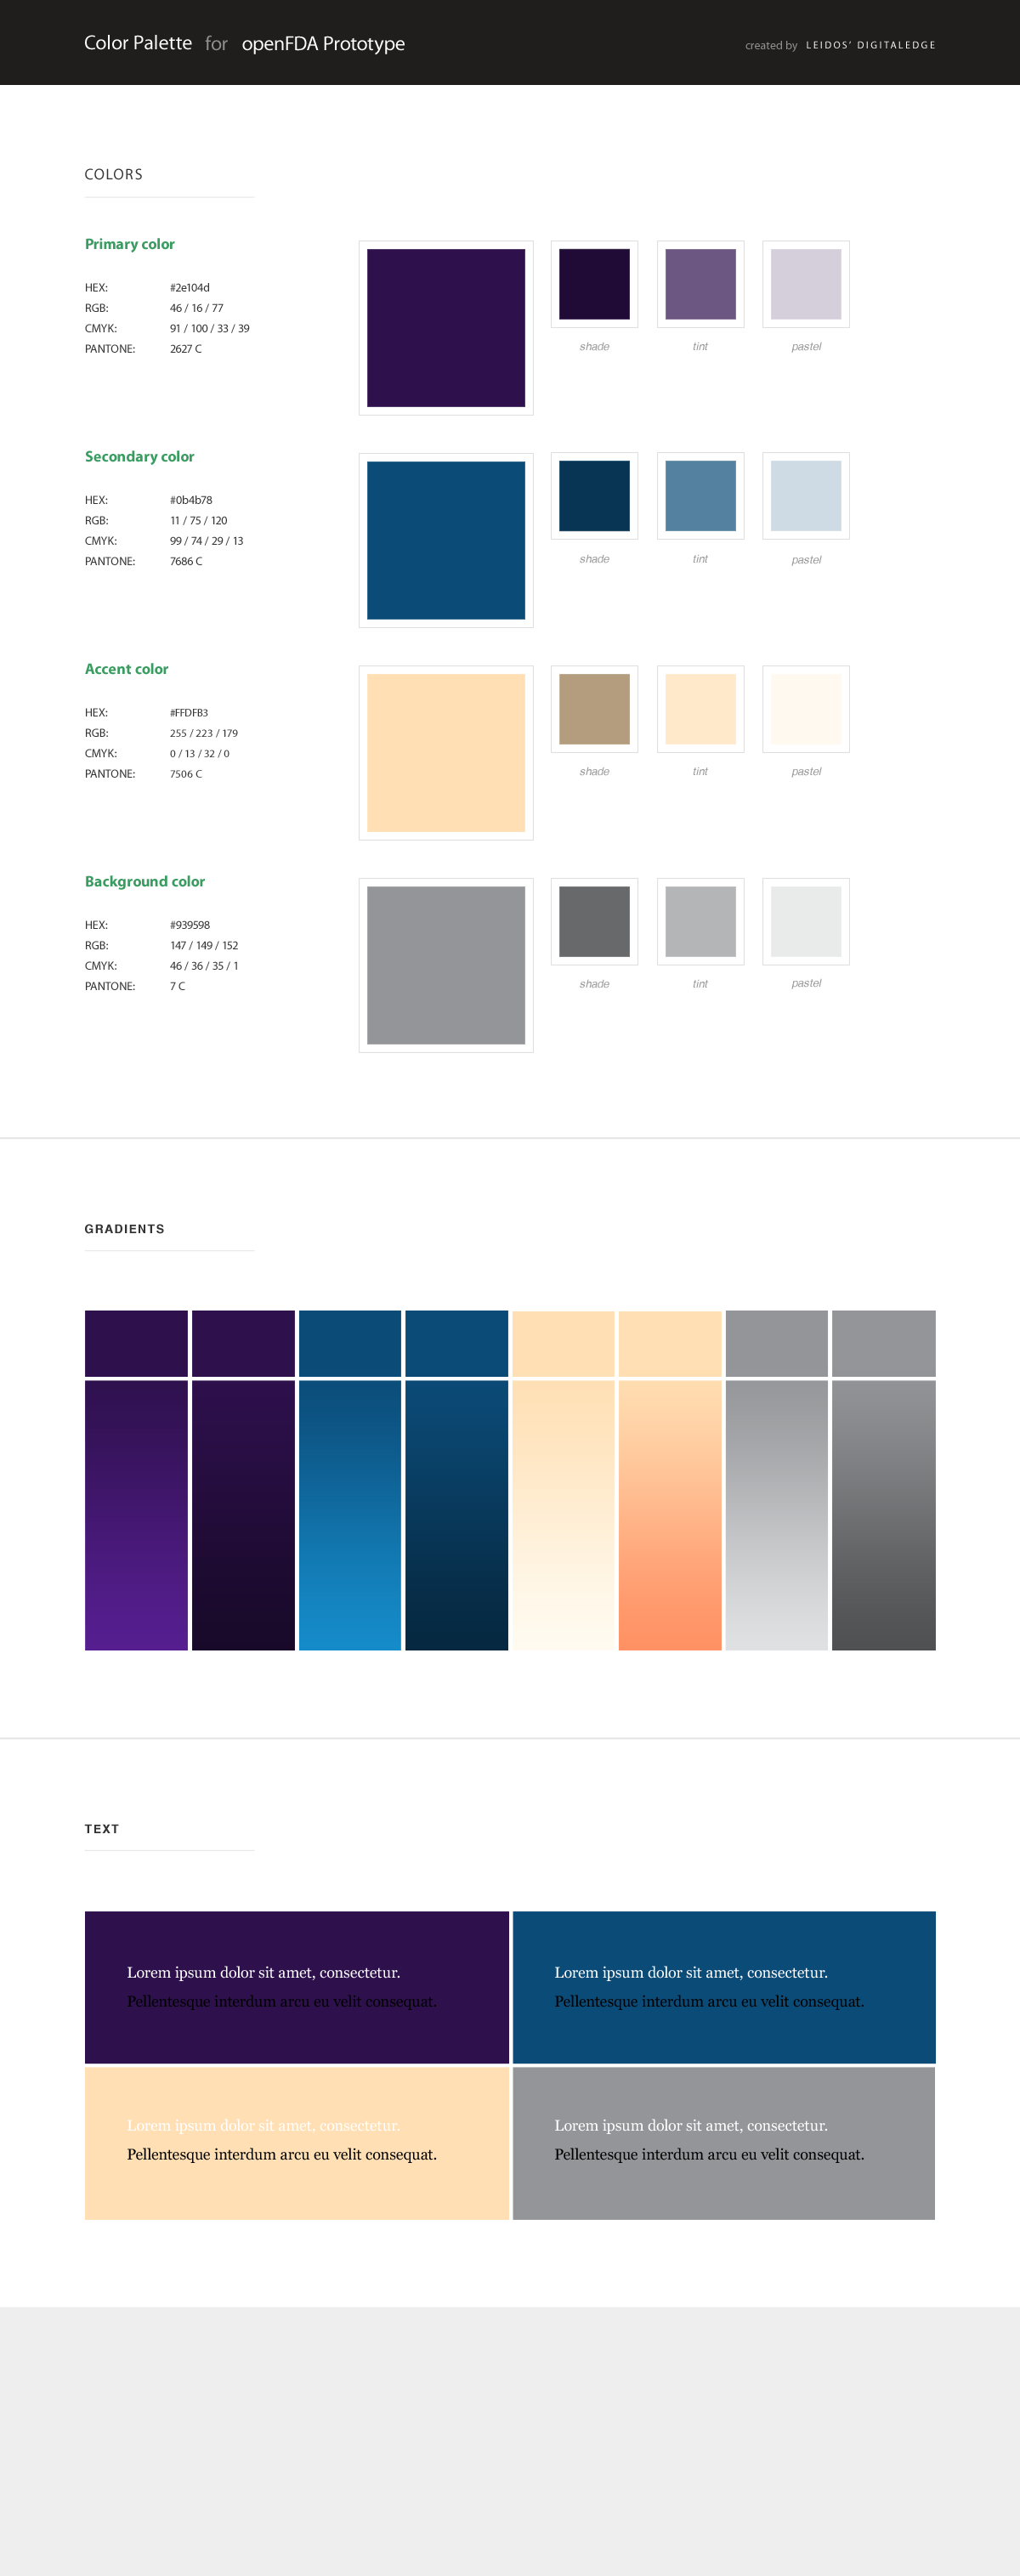 Color Palette for openFDA Prototype
created by LEIDOS' DIGITALEDGE
COLORS
Primary color
HEX: #2e104d
RGB: 46 / 16 / 77
CMYK: 91 / 100 / 33 / 39
PANTONE: 2627 C
shade tint pastel
Secondary color
HEX: #0b4b78
RGB: 11 / 75 / 120
CMYK: 99 / 74 / 29 / 13
PANTONE: 7686 C
shade tint pastel
Accent color
HEX: #FFDFB3
RGB: 255 / 223 / 179
CMYK: 0 / 13 / 32 / 0
PANTONE: 7506 C
shade tint pastel
Background color
HEX: #939598
RGB: 147 / 149 / 152
CMYK: 46 / 36 / 35 / 1
PANTONE: 7 C
shade tint pastel
GRADIENTS
TEXT
Lorem ipsum dolor sit amet, consectetur.
Pellentesque interdum arcu eu velit consequat.
Lorem ipsum dolor sit amet, consectetur.
Pellentesque interdum arcu eu velit consequat.
Lorem ipsum dolor sit amet, consectetur.
Pellentesque interdum arcu eu velit consequat.
Lorem ipsum dolor sit amet, consectetur.
Pellentesque interdum arcu eu velit consequat.